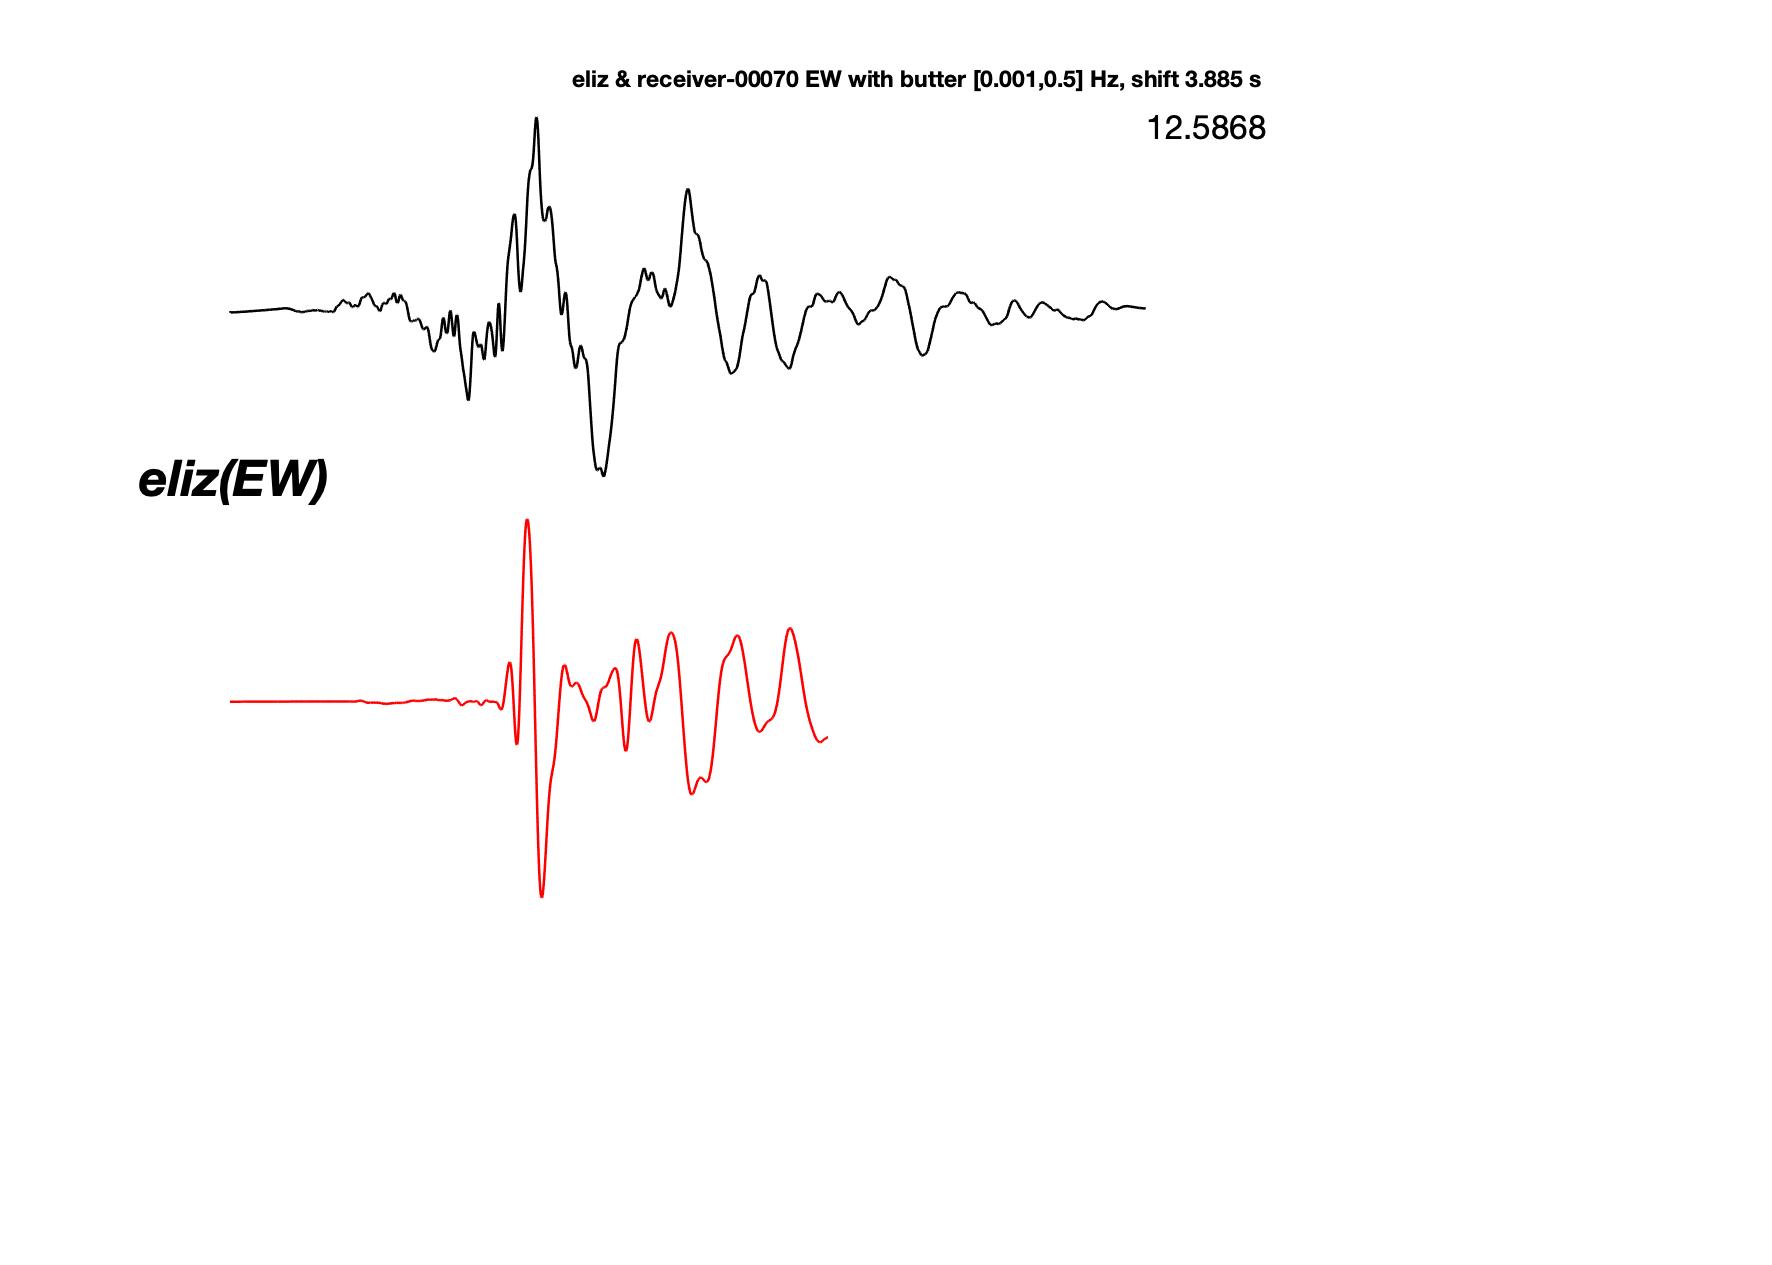 eliz & receiver-00070 EW with butter [0.001,0.5] Hz, shift 3.885 s
12.5868
eliz(EW)